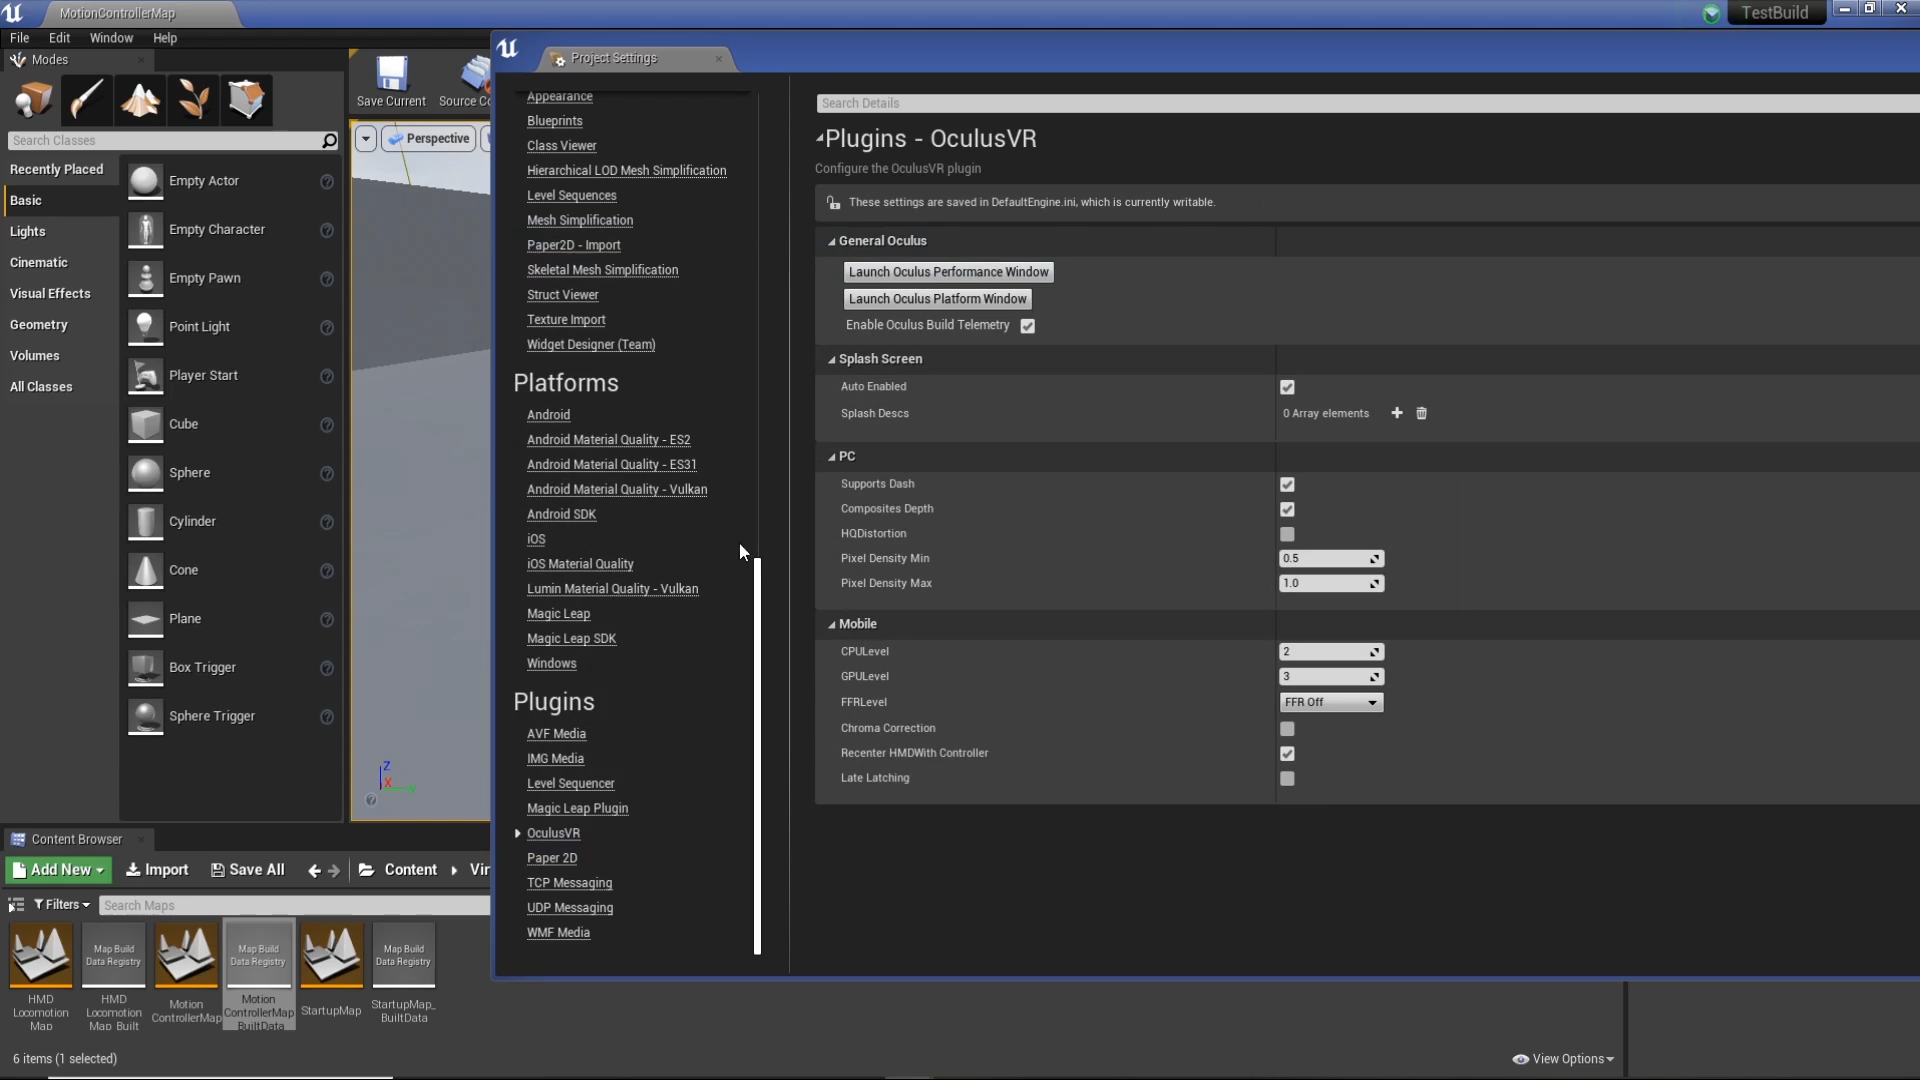 MotionControllerMap
TestBuild
File Edit Window Help
Modes
Project Settings
Save Current
Search Classes
Perspective
Recently Placed
Basic
Lights
Cinematic
Visual Effects
Geometry
Volumes
All Classes
Empty Actor
Empty Character
Empty Pawn
Point Light
Player Start
Cube
Sphere
Cylinder
Cone
Plane
Box Trigger
Sphere Trigger
Z
X
Appearance
Blueprints
Class Viewer
Hierarchical LOD Mesh Simplification
Level Sequences
Mesh Simplification
Paper2D - Import
Skeletal Mesh Simplification
Struct Viewer
Texture Import
Widget Designer (Team)
Platforms
Android
Android Material Quality - ES2
Android Material Quality - ES31
Android Material Quality - Vulkan
Android SDK
iOS
iOS Material Quality
Lumin Material Quality - Vulkan
Magic Leap
Magic Leap SDK
Windows
Plugins
AVF Media
IMG Media
Level Sequencer
Magic Leap Plugin
OculusVR
Paper 2D
TCP Messaging
UDP Messaging
WMF Media
Search Details
Plugins - OculusVR
Configure the OculusVR plugin
These settings are saved in DefaultEngine.ini, which is currently writable.
General Oculus
Launch Oculus Performance Window
Launch Oculus Platform Window
Enable Oculus Build Telemetry
Splash Screen
Auto Enabled
Splash Descs 0 Array elements
PC
Supports Dash
Composites Depth
HQDistortion
Pixel Density Min 0.5
Pixel Density Max 1.0
Mobile
CPULevel 2
GPULevel 3
FFRLevel FFR Off
Chroma Correction
Recenter HMDWith Controller
Late Latching
Content Browser
Add New Import Save All Content
Filters Search Maps
Map Build
Data Registry
Map Build
Data Registry
Map Build
Data Registry
HMD
Locomotion
Map
HMD
Locomotion
Map Built
Motion
ControllerMap
Motion
ControllerMap
BuiltData
StartupMap
StartupMap_
BuiltData
6 items (1 selected)
View Options